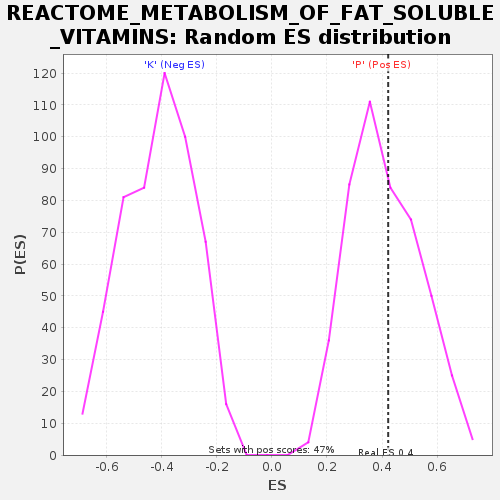 REACTOME_METABOLISM_OF_FAT_SOLUBLE
_VITAMINS: Random ES distribution
'K' (Neg ES)
'P' (Pos ES)
120
110
100
90
80
70
60
50
40
30
20
10
0
P(ES)
Sets with pos scores: 47%
Real ES 0.4
-0.6
-0.4
-0.2
0.0
0.2
0.4
0.6
ES